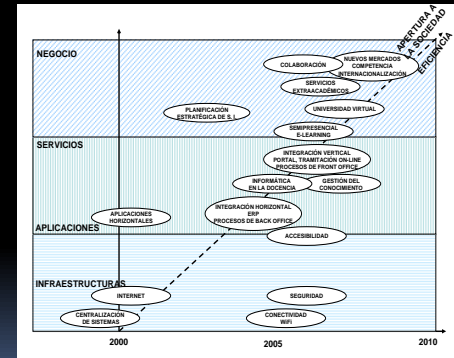 APERTURA A
LA SOCIEDAD
EFICIENCIA
NEGOCIO
COLABORACIÓN
NUEVOS MERCADOS
COMPETENCIA
INTERNACIONALIZACIÓN
SERVICIOS
EXTRAACADÉMICOS
PLANIFICACIÓN
ESTRATÉGICA DE S. I.
UNIVERSIDAD VIRTUAL
SEMIPRESENCIAL
E-LEARNING
SERVICIOS
INTEGRACIÓN VERTICAL
PORTAL, TRAMITACIÓN ON-LINE
PROCESOS DE FRONT OFFICE
INFORMÁTICA
EN LA DOCENCIA
GESTIÓN DEL
CONOCIMIENTO
APLICACIONES
HORIZONTALES
INTEGRACIÓN HORIZONTAL
ERP
PROCESOS DE BACK OFFICE
APLICACIONES
ACCESIBILIDAD
INFRAESTRUCTURAS
INTERNET
SEGURIDAD
CENTRALIZACIÓN
DE SISTEMAS
CONECTIVIDAD
WiFi
2000
2005
2010